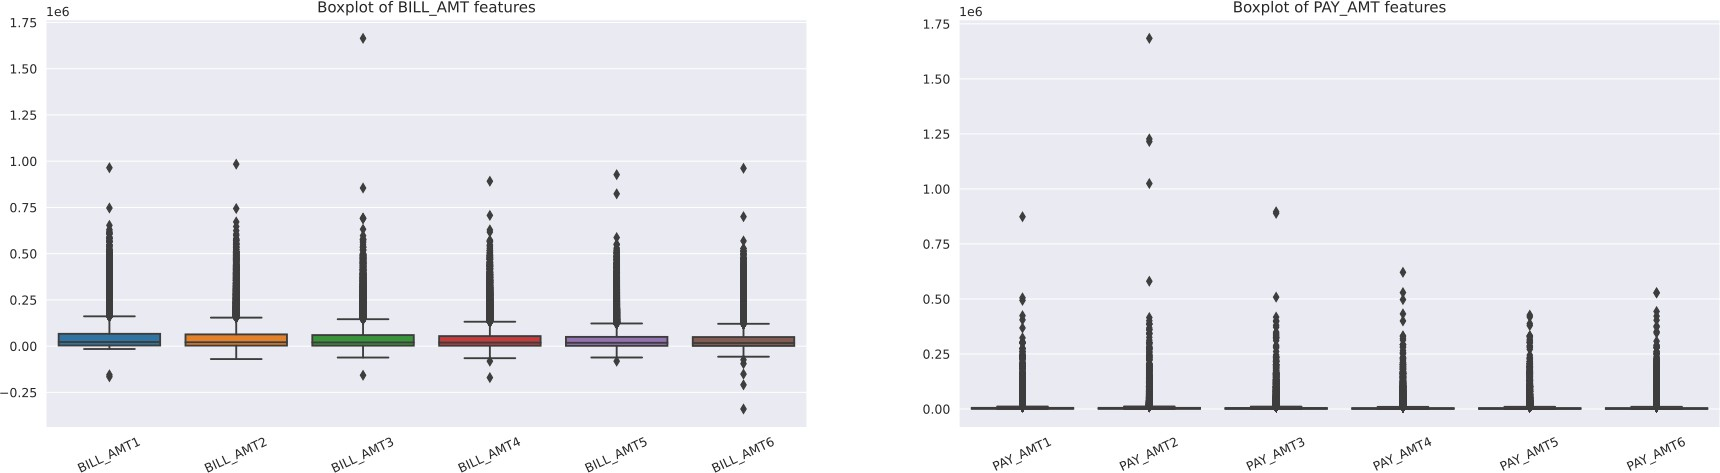 Boxplot of BILL_AMT features
1e6
1.75
1.50
1.25
1.00
0.75
0.50
0.25
0.00
−0.25
BILL_AMT1 BILL_AMT2 BILL_AMT3 BILL_AMT4 BILL_AMT5 BILL_AMT6
Boxplot of PAY_AMT features
1e6
1.75
1.50
1.25
1.00
0.75
0.50
0.25
0.00
PAY_AMT1 PAY_AMT2 PAY_AMT3 PAY_AMT4 PAY_AMT5 PAY_AMT6